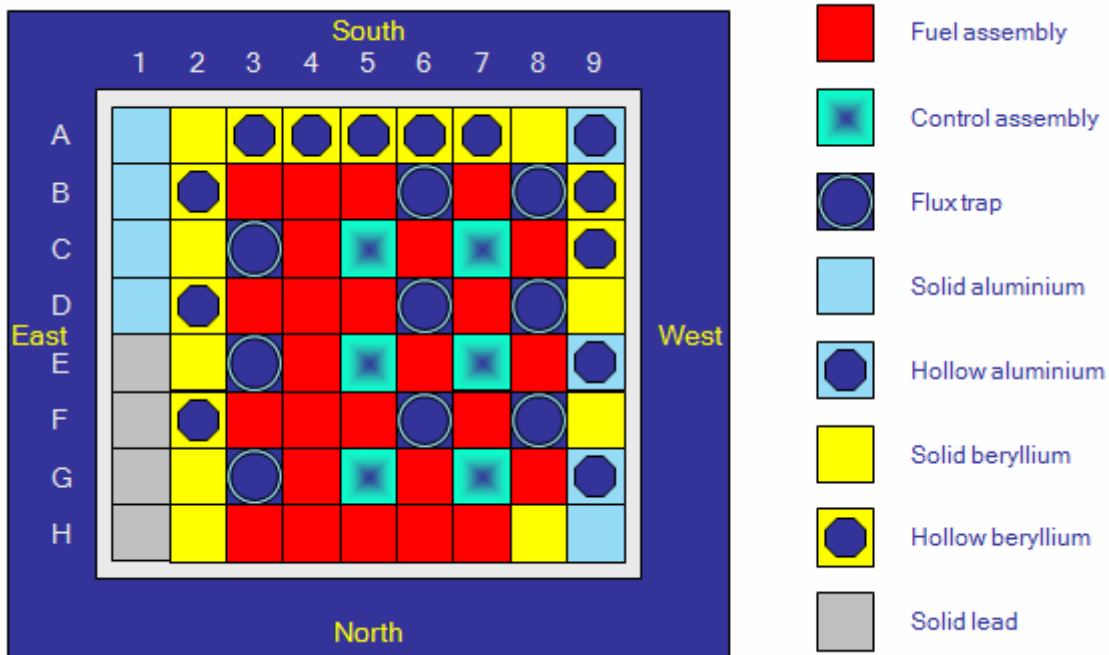 South
1 2 3 4 5 6 7 8 9
A
B
C
D
East
West
E
F
G
H
North
Fuel assembly
Control assembly
Flux trap
Solid aluminium
Hollow aluminium
Solid beryllium
Hollow beryllium
Solid lead